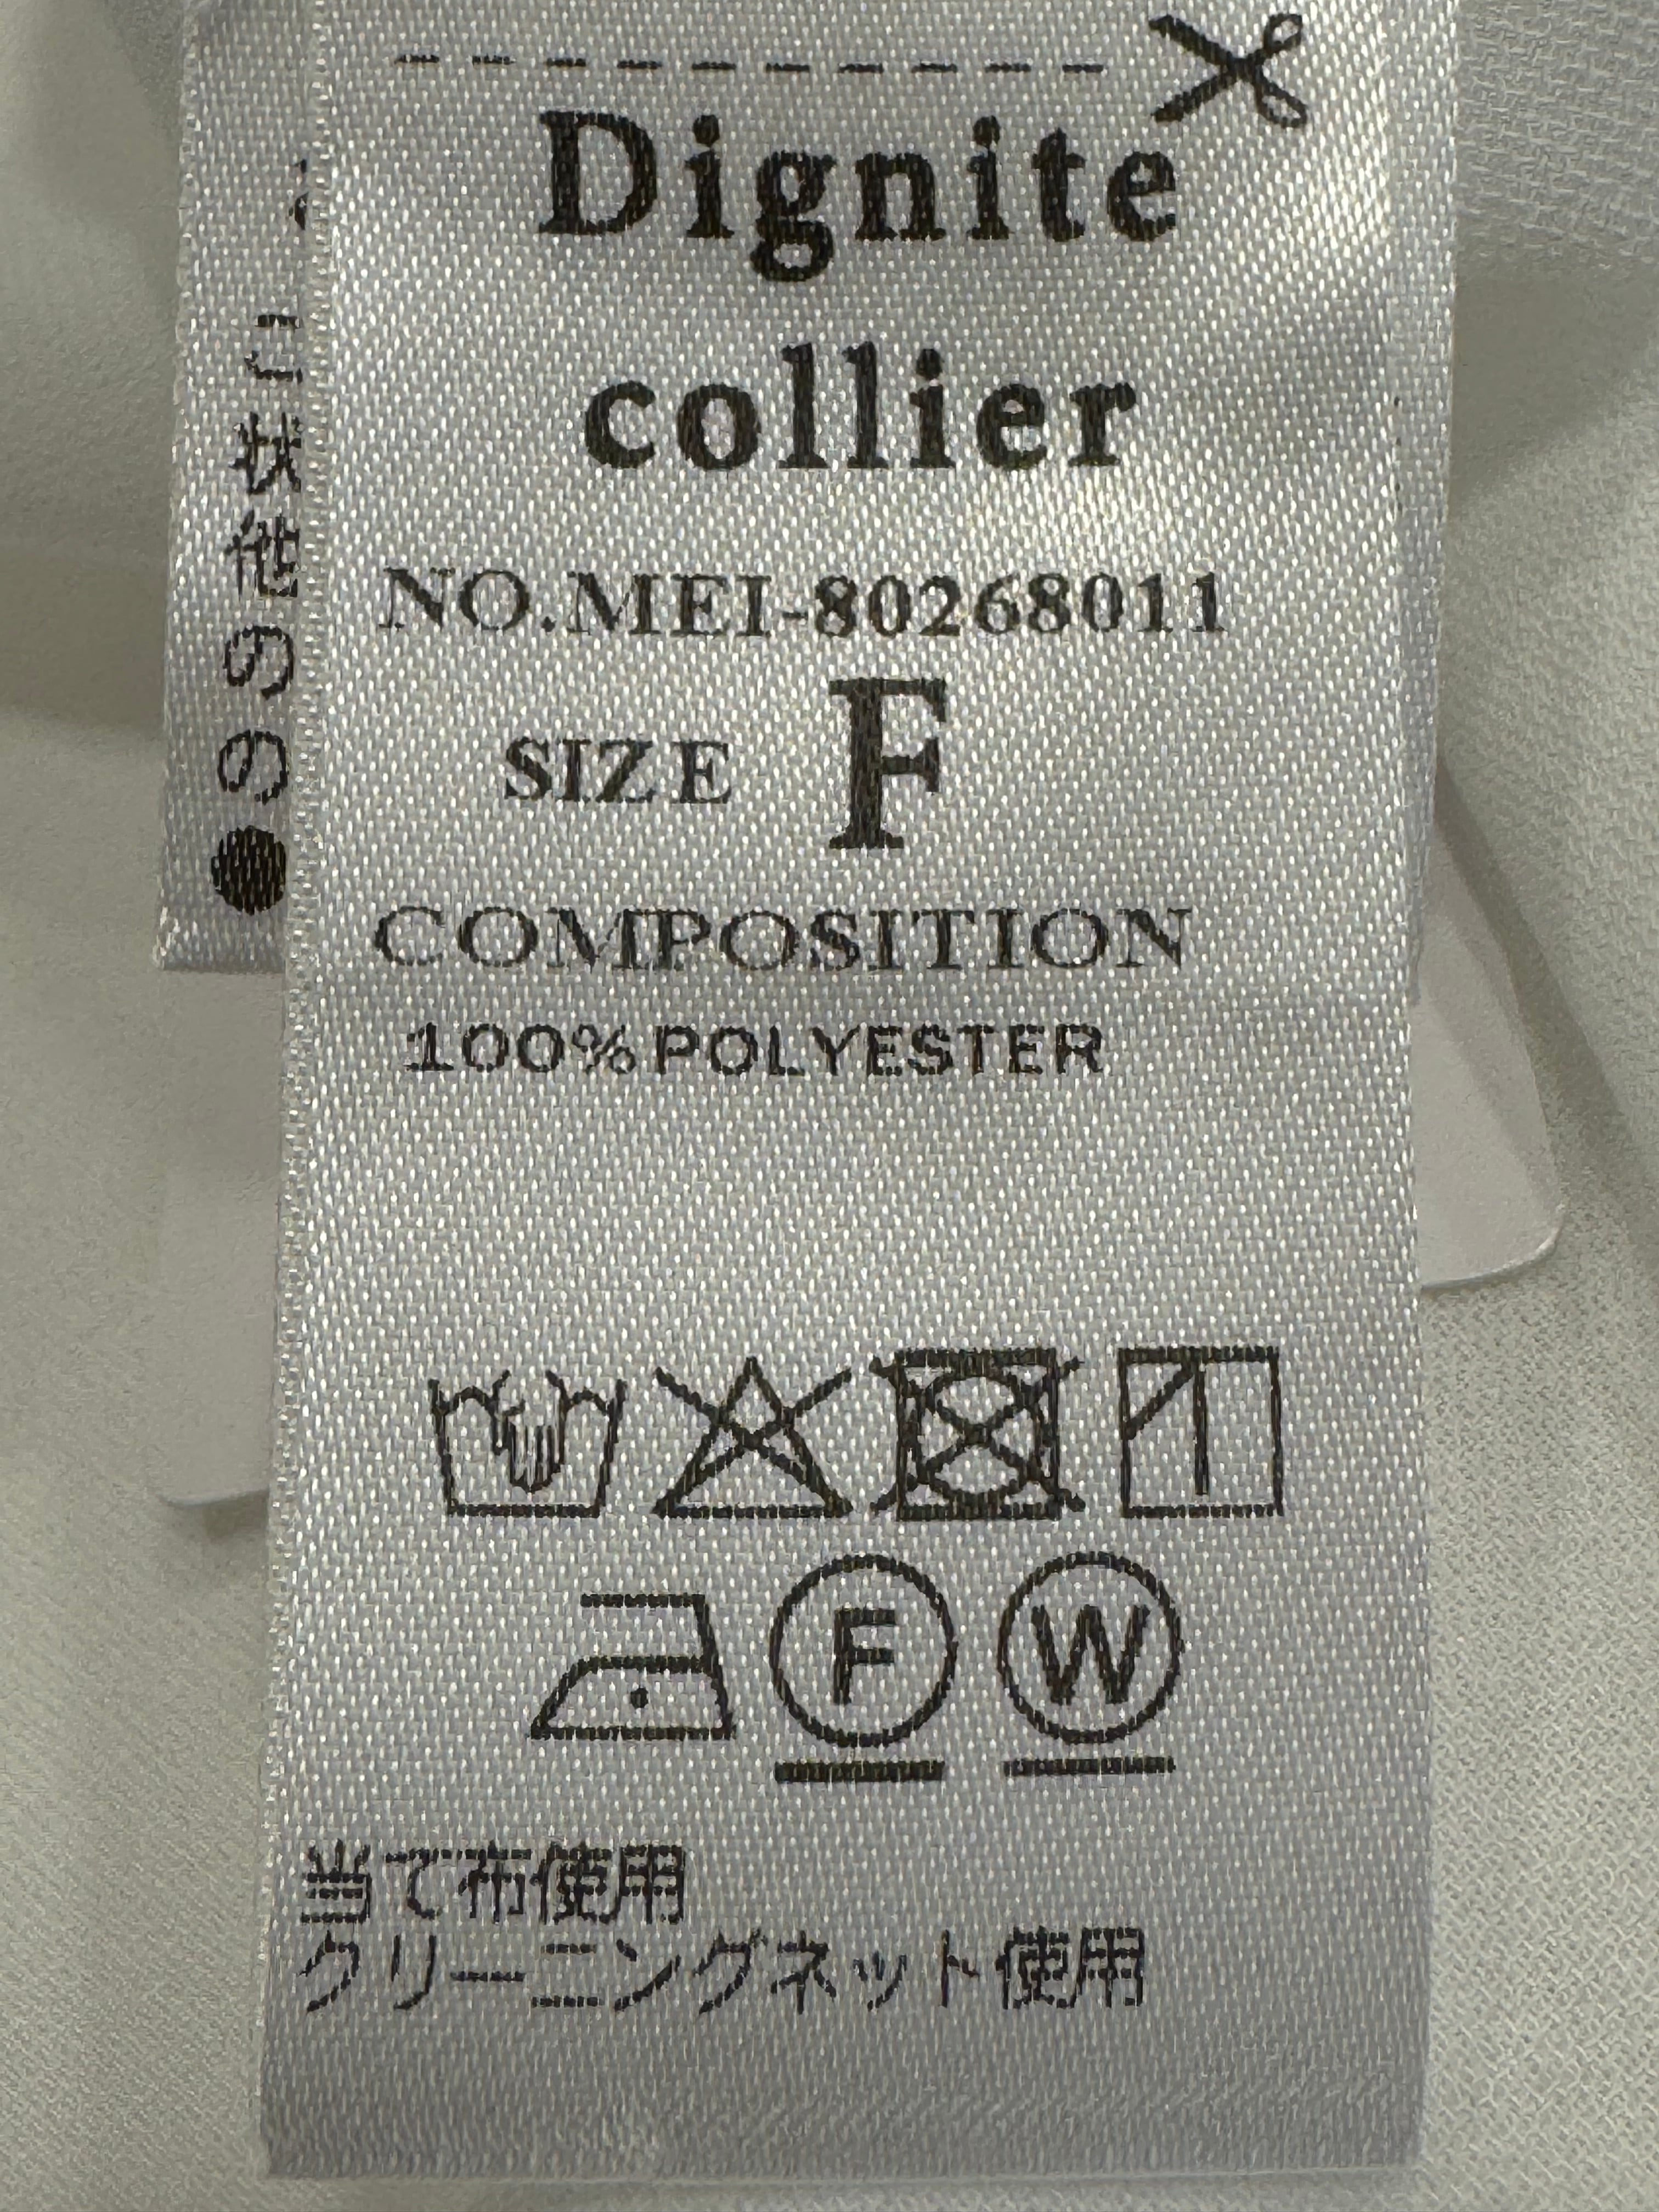 Dignite
collier
NO.MEI-80268011
SIZE F
COMPOSITION
100%POLYESTER
F W
当て布使用
クリーニングネット使用